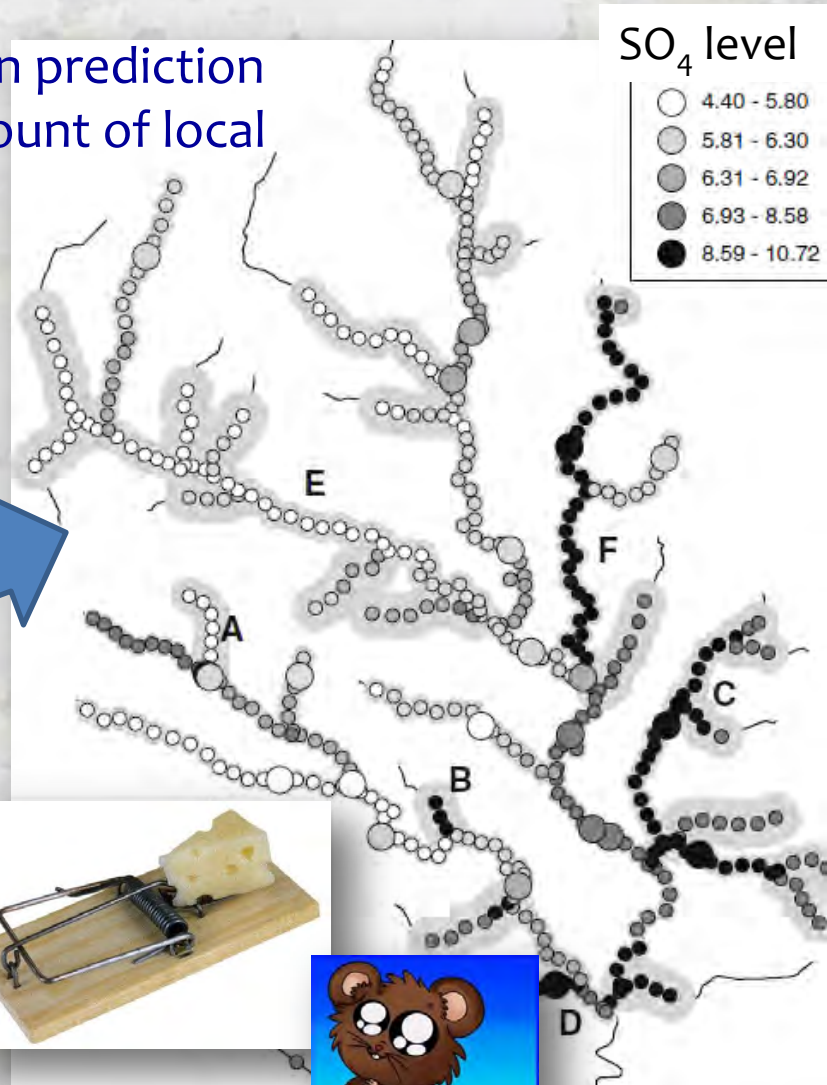 n prediction
ount of local
SO₄ level
4.40 - 5.80
5.81 - 6.30
6.31 - 6.92
6.93 - 8.58
8.59 - 10.72
E
F
A
C
B
D